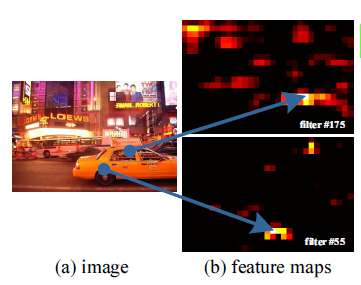 LOEWS
filter #175
filter #55
(a) image
(b) feature maps